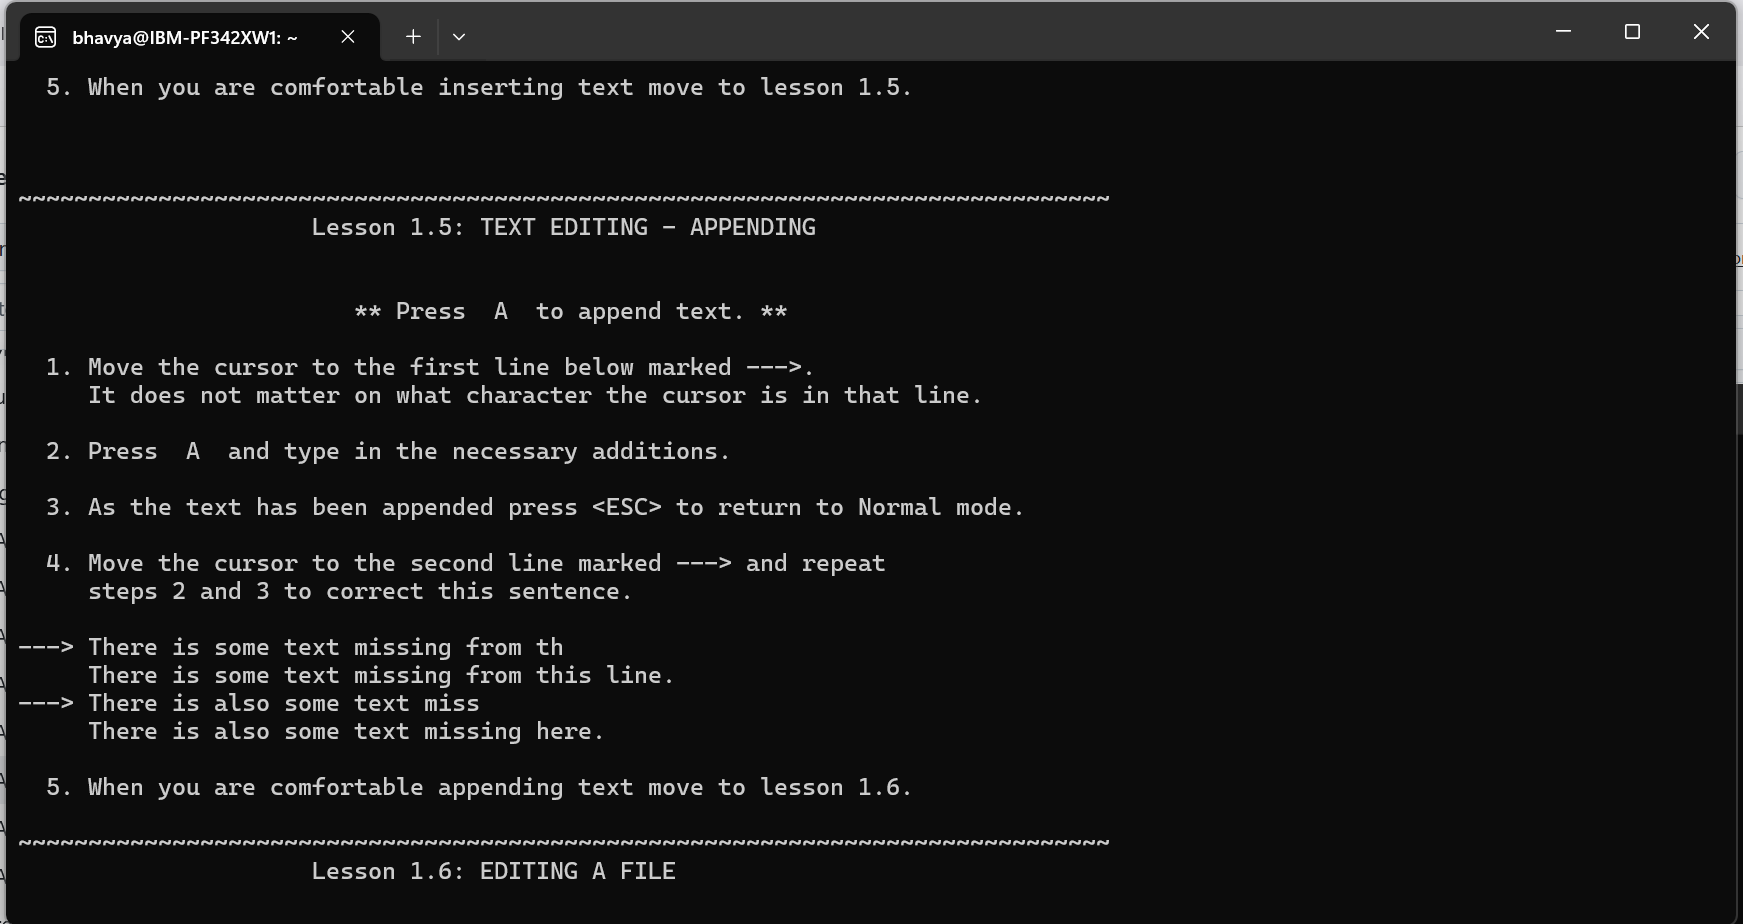 bhavya@IBM-PF342XW1: ~
5. When you are comfortable inserting text move to lesson 1.5.
~~~~~~~~~~~~~~~~~~~~~~~~~~~~~~~~~~~~~~~~~~~~~~~~~~~~~~~~~~~~~~~~~~~~~~~~~~~~~~
Lesson 1.5: TEXT EDITING - APPENDING
** Press  A  to append text. **
1. Move the cursor to the first line below marked --->.
It does not matter on what character the cursor is in that line.
2. Press  A  and type in the necessary additions.
3. As the text has been appended press <ESC> to return to Normal mode.
4. Move the cursor to the second line marked ---> and repeat
steps 2 and 3 to correct this sentence.
---> There is some text missing from th
There is some text missing from this line.
---> There is also some text miss
There is also some text missing here.
5. When you are comfortable appending text move to lesson 1.6.
~~~~~~~~~~~~~~~~~~~~~~~~~~~~~~~~~~~~~~~~~~~~~~~~~~~~~~~~~~~~~~~~~~~~~~~~~~~~~~
Lesson 1.6: EDITING A FILE